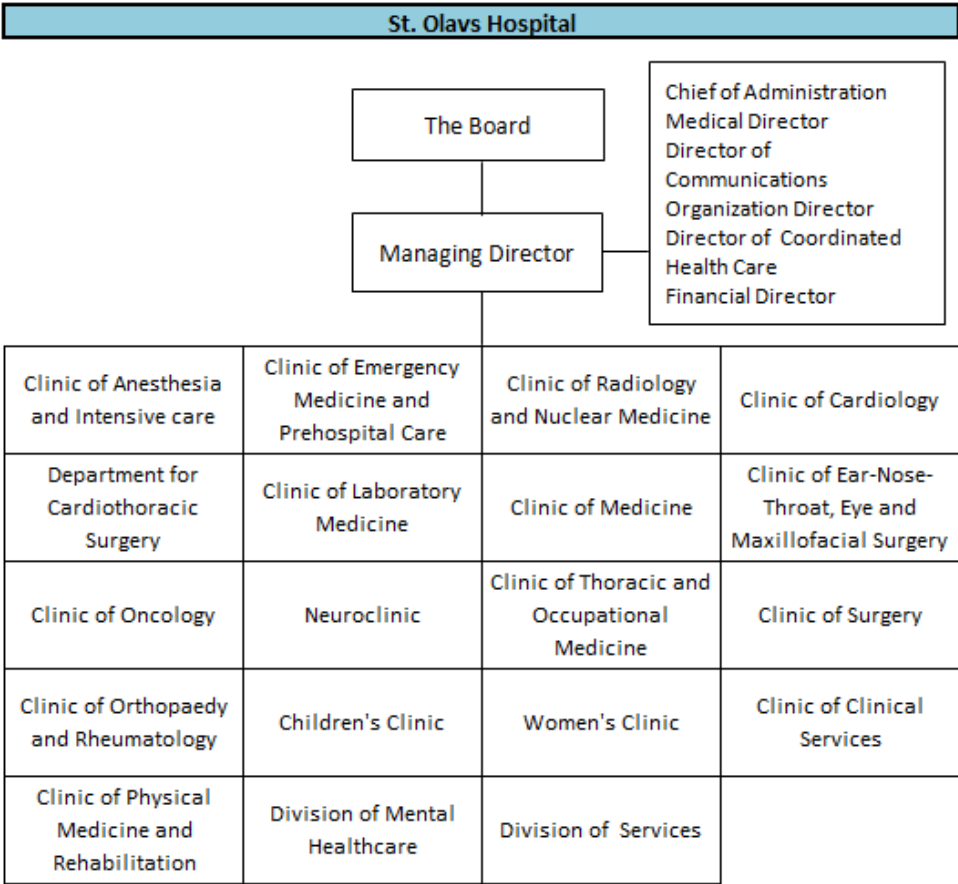 St. Olavs Hospital
The Board
Chief of Administration
Medical Director
Director of
Communications
Organization Director
Director of Coordinated
Health Care
Financial Director
Managing Director
Clinic of Anesthesia
and Intensive care
Clinic of Emergency
Medicine and
Prehospital Care
Clinic of Radiology
and Nuclear Medicine
Clinic of Cardiology
Department for
Cardiothoracic
Surgery
Clinic of Laboratory
Medicine
Clinic of Medicine
Clinic of Ear-Nose-
Throat, Eye and
Maxillofacial Surgery
Clinic of Oncology
Neuroclinic
Clinic of Thoracic and
Occupational
Medicine
Clinic of Surgery
Clinic of Orthopaedy
and Rheumatology
Children's Clinic
Women's Clinic
Clinic of Clinical
Services
Clinic of Physical
Medicine and
Rehabilitation
Division of Mental
Healthcare
Division of Services